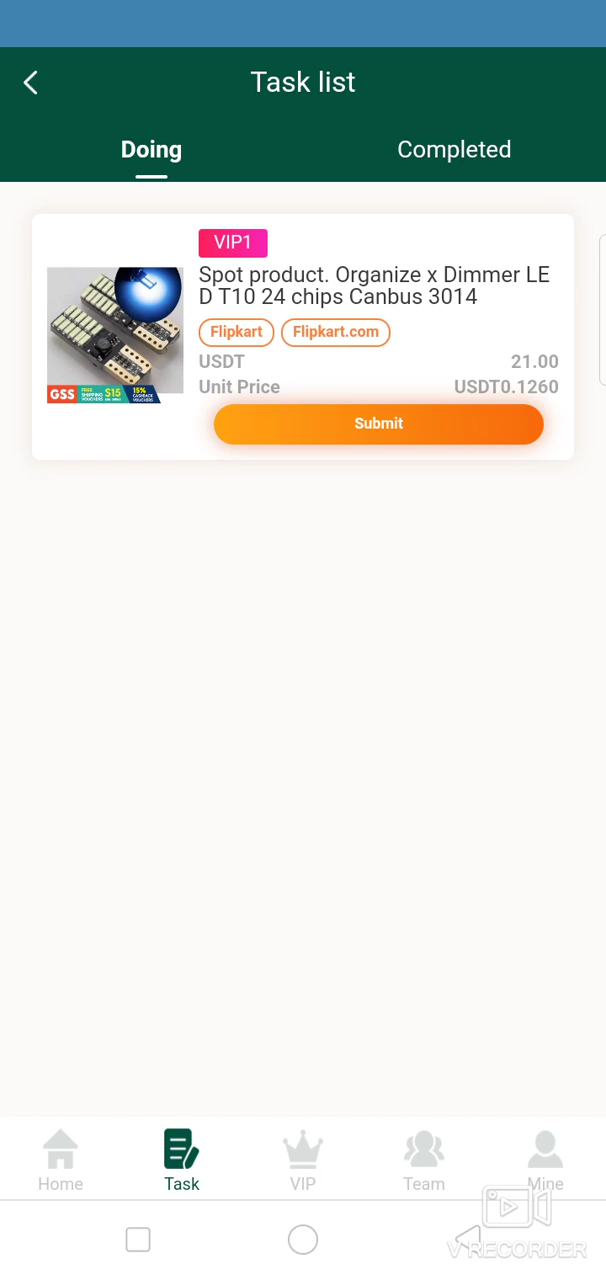 Task list
Doing
Completed
VIP1
Spot product. Organize x Dimmer LE
D T10 24 chips Canbus 3014
Flipkart
Flipkart.com
USDT
21.00
Unit Price
USDT0.1260
GSS
FREE
SHIPPING
VOUCHERS
$15
15%
CASHBACK
VOUCHERS
Submit
Home
Task
VIP
Team
Mine
V RECORDER